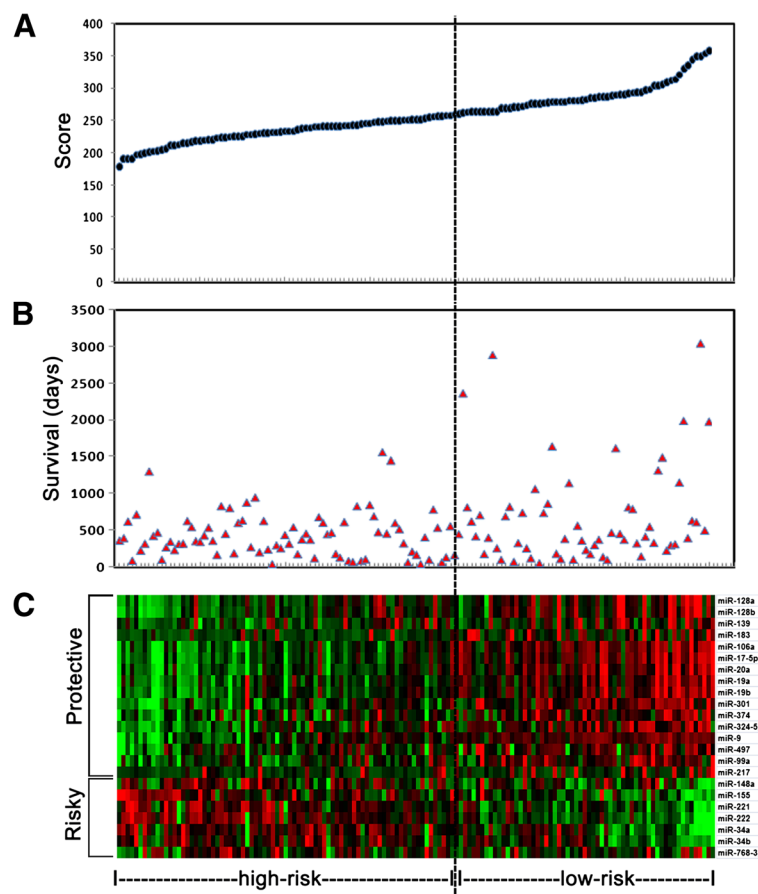 A
400
350
300
250
200
150
100
50
0
Score
B
3500
3000
2500
2000
1500
1000
500
0
Survival (days)
C
Protective
Risky
miR-128a
miR-128b
miR-139
miR-183
miR-106a
miR-17-5p
miR-20a
miR-19a
miR-19b
miR-301
miR-374
miR-324-5
miR-9
miR-497
miR-99a
miR-217
miR-148a
miR-155
miR-221
miR-222
miR-34a
miR-34b
miR-768-3
high-risk
low-risk